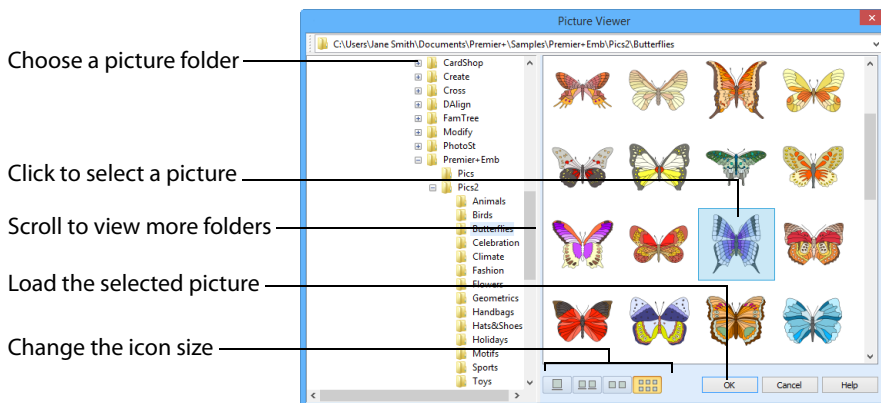 Picture Viewer
C:\Users\Jane Smith\Documents\Premier+\Samples\Premier+Emb\Pics2\Butterflies
Choose a picture folder
Click to select a picture
Scroll to view more folders
Load the selected picture
Change the icon size
CardShop
Create
Cross
DAlign
FamTree
Modify
PhotoSt
Premier+Emb
Pics
Pics2
Animals
Birds
Butterflies
Celebration
Climate
Fashion
Flowers
Geometrics
Handbags
Hats&Shoes
Holidays
Motifs
Sports
Toys
OK Cancel Help